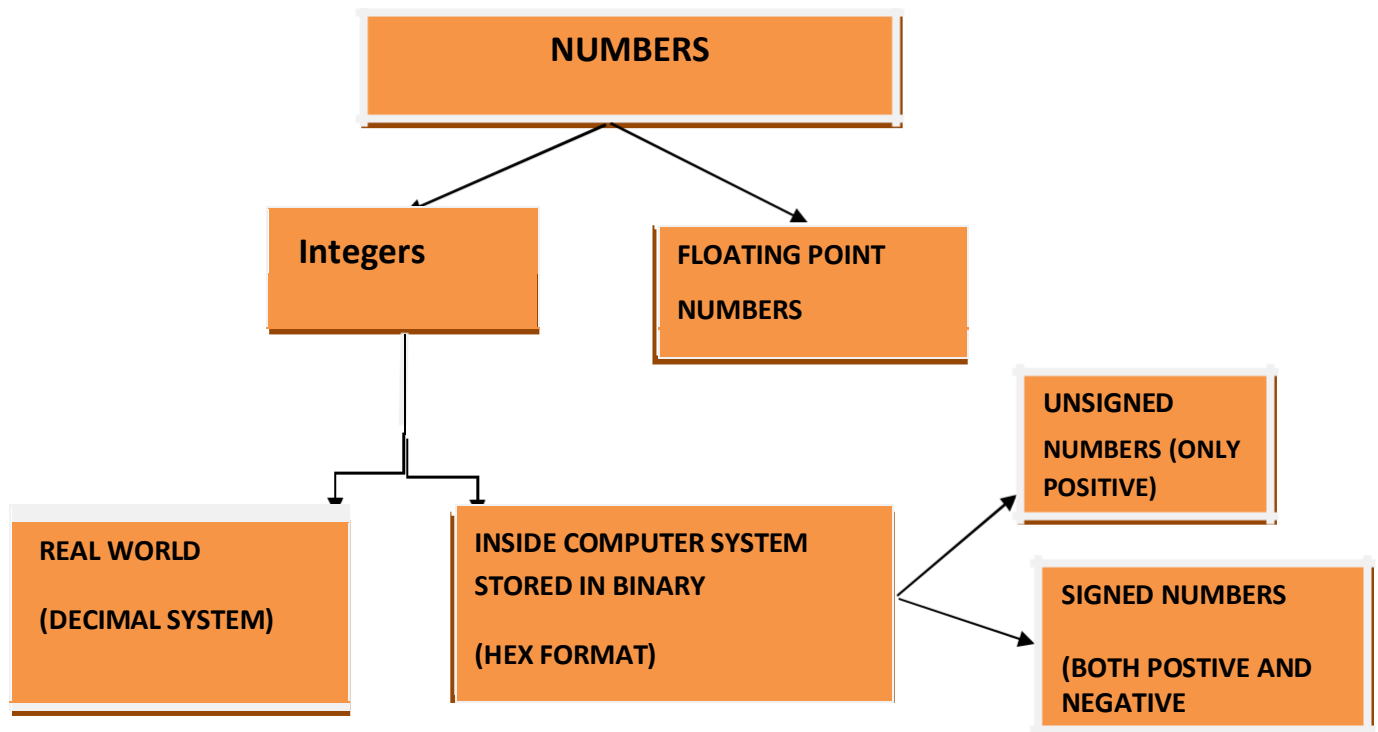 NUMBERS
Integers
FLOATING POINT
NUMBERS
UNSIGNED
NUMBERS (ONLY
POSITIVE)
REAL WORLD
(DECIMAL SYSTEM)
INSIDE COMPUTER SYSTEM
STORED IN BINARY
(HEX FORMAT)
SIGNED NUMBERS
(BOTH POSTIVE AND
NEGATIVE